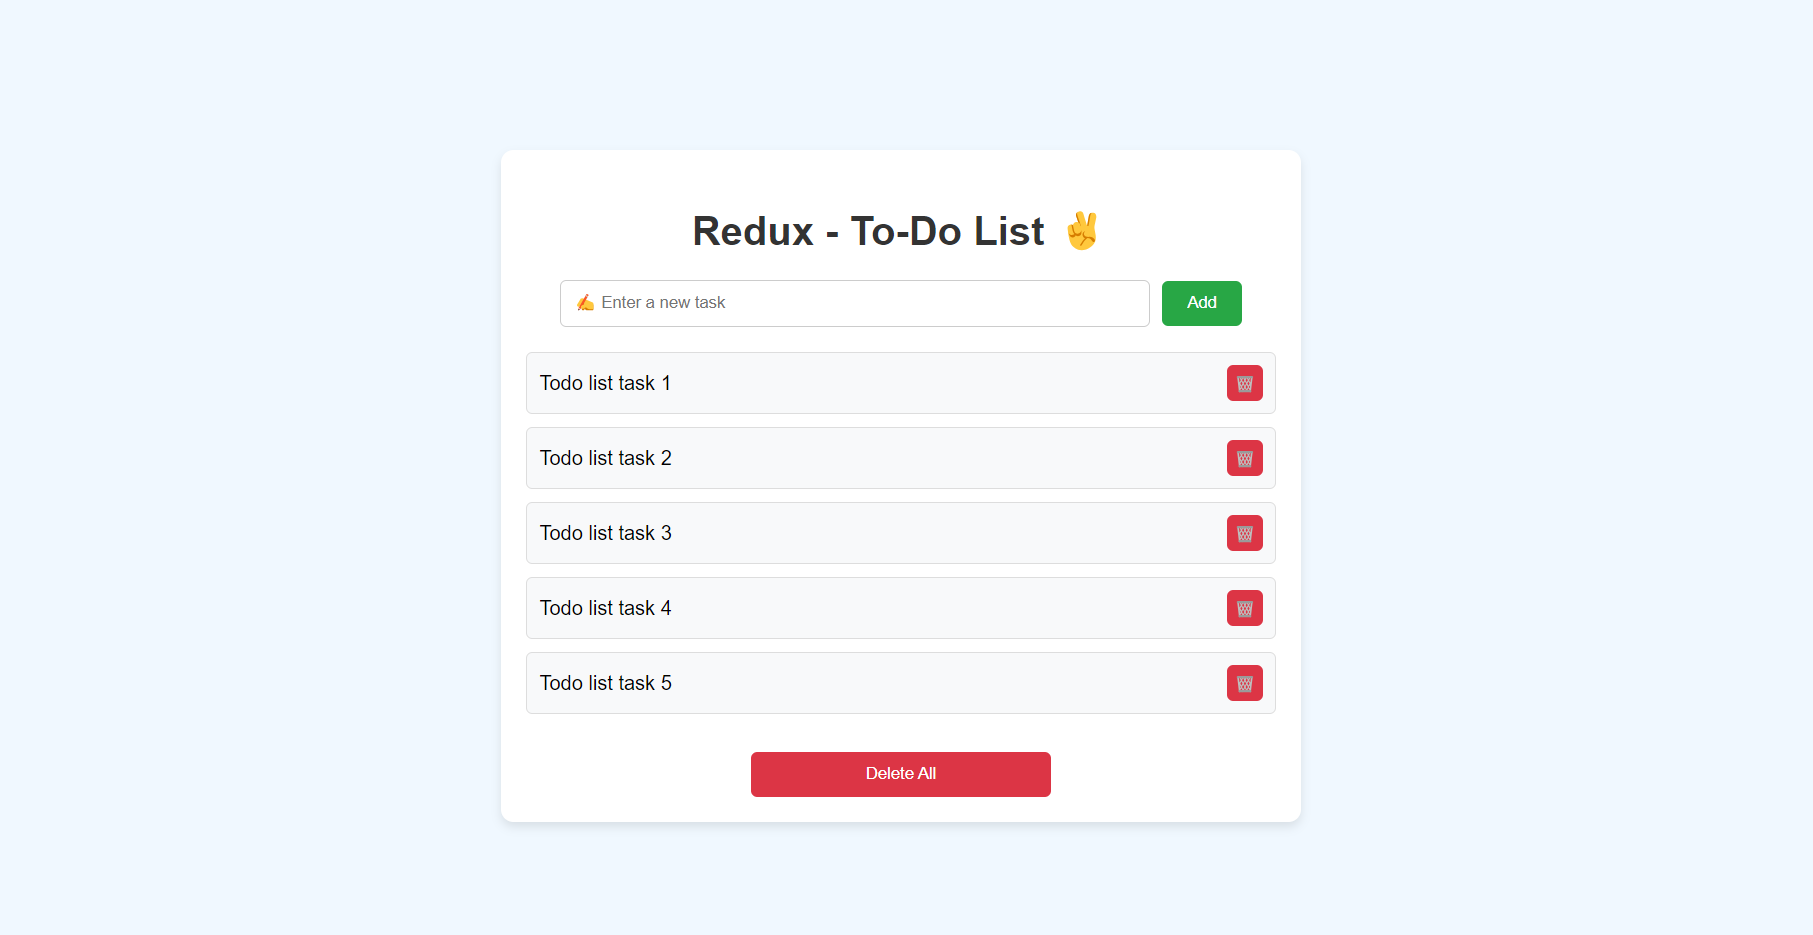 Redux - To-Do List ✌️
✍️ Enter a new task
Add
Todo list task 1
Todo list task 2
Todo list task 3
Todo list task 4
Todo list task 5
Delete All